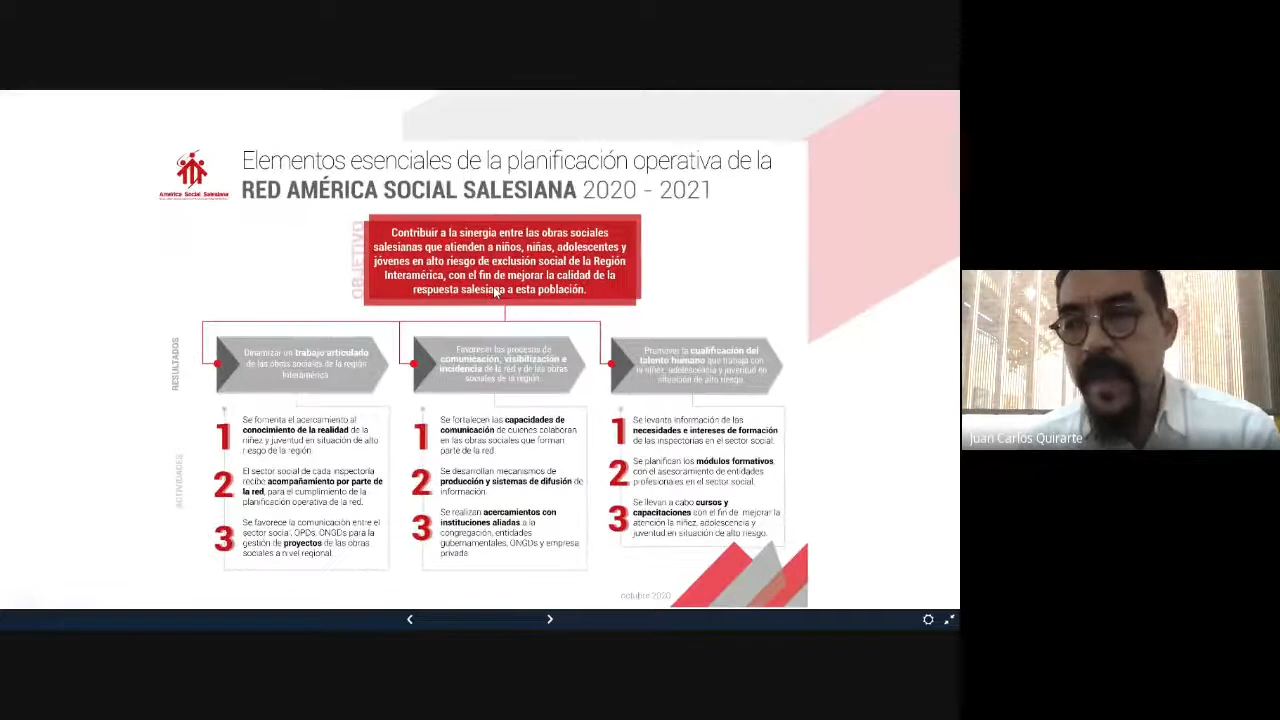 Elementos esenciales de la planificación operativa de la
RED AMÉRICA SOCIAL SALESIANA 2020 - 2021
América Social Salesiana
OBJETIVO
Contribuir a la sinergia entre las obras sociales
salesianas que atienden a niños, niñas, adolescentes y
jóvenes en alto riesgo de exclusión social de la Región
Interamérica, con el fin de mejorar la calidad de la
respuesta salesiana a esta población.
RESULTADOS
Dinamizar un trabajo articulado
de las obras sociales de la región
Interamérica
Favorecer los procesos de
comunicación, visibilización e
incidencia de la red y de las obras
sociales de la región.
Promover la cualificación del
talento humano que trabaja con
la niñez, adolescencia y juventud en
situación de alto riesgo.
ACTIVIDADES
1
Se fomenta el acercamiento al
conocimiento de la realidad de la
niñez y juventud en situación de alto
riesgo de la región.
2
El sector social de cada inspectoría
recibe acompañamiento por parte de
la red, para el cumplimiento de la
planificación operativa de la red.
3
Se favorece la comunicación entre el
sector social, OPDs, ONGDs para la
gestión de proyectos de las obras
sociales a nivel regional.
1
Se fortalecen las capacidades de
comunicación de quienes colaboran
en las obras sociales que forman
parte de la red.
2
Se desarrollan mecanismos de
producción y sistemas de difusión de
información.
3
Se realizan acercamientos con
instituciones aliadas a la
congregación, entidades
gubernamentales, ONGDs y empresa
privada.
1
Se levanta información de las
necesidades e intereses de formación
de las inspectorías en el sector social.
2
Se planifican los módulos formativos
con el asesoramiento de entidades
profesionales en el sector social.
3
Se llevan a cabo cursos y
capacitaciones con el fin de mejorar la
atención la niñez, adolescencia y
juventud en situación de alto riesgo.
octubre 2020
Juan Carlos Quirarte